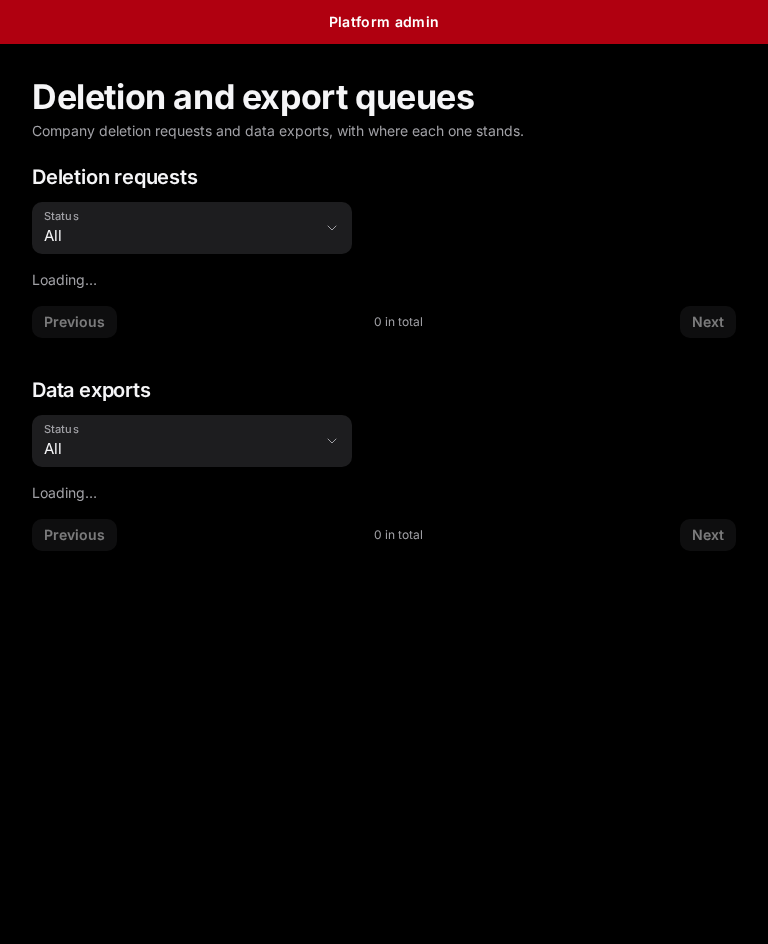 Platform admin
Deletion and export queues
Company deletion requests and data exports, with where each one stands.
Deletion requests
Status
All
Loading...
Previous
0 in total
Next
Data exports
Status
All
Loading...
Previous
0 in total
Next